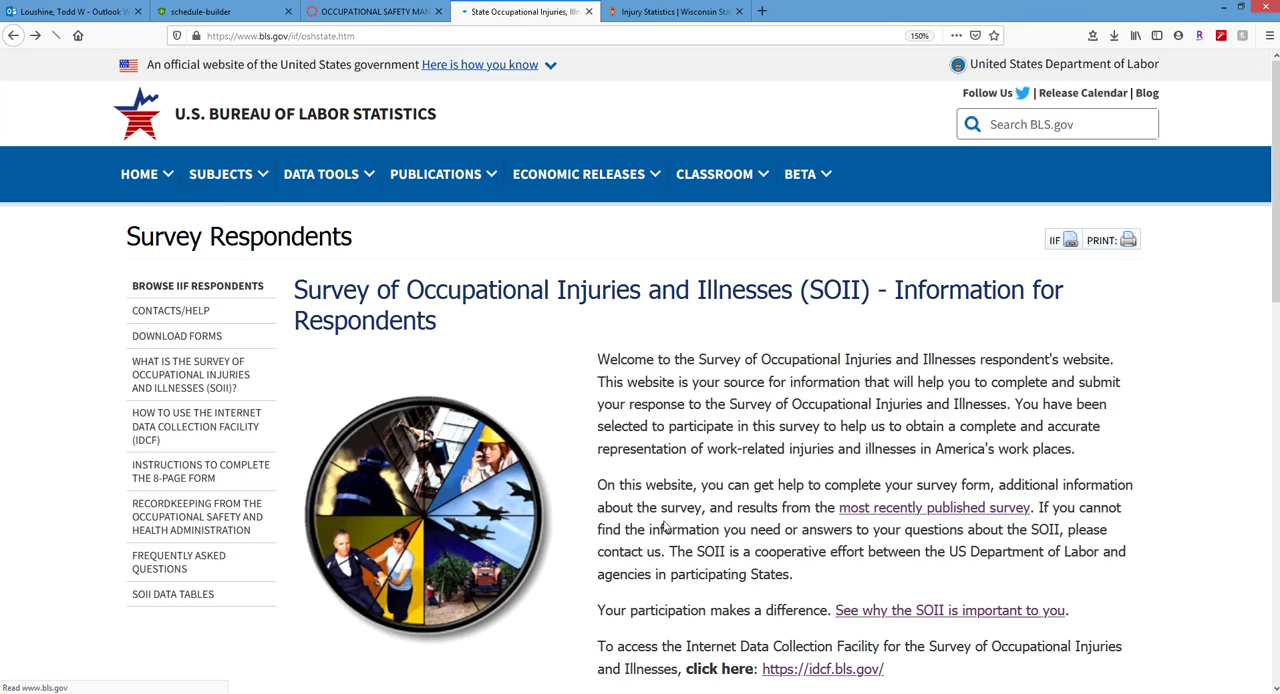 Loushine, Todd W - Outlook W
schedule-builder
OCCUPATIONAL SAFETY MAN
State Occupational Injuries, Illn
Injury Statistics | Wisconsin Sta
https://www.bls.gov/iif/oshstate.htm
150%
An official website of the United States government Here is how you know
United States Department of Labor
Follow Us | Release Calendar | Blog
U.S. BUREAU OF LABOR STATISTICS
Search BLS.gov
HOME SUBJECTS DATA TOOLS PUBLICATIONS ECONOMIC RELEASES CLASSROOM BETA
Survey Respondents
IIF PRINT:
BROWSE IIF RESPONDENTS
CONTACTS/HELP
DOWNLOAD FORMS
WHAT IS THE SURVEY OF
OCCUPATIONAL INJURIES
AND ILLNESSES (SOII)?
HOW TO USE THE INTERNET
DATA COLLECTION FACILITY
(IDCF)
INSTRUCTIONS TO COMPLETE
THE 8-PAGE FORM
RECORDKEEPING FROM THE
OCCUPATIONAL SAFETY AND
HEALTH ADMINISTRATION
FREQUENTLY ASKED
QUESTIONS
SOII DATA TABLES
Survey of Occupational Injuries and Illnesses (SOII) - Information for
Respondents
Welcome to the Survey of Occupational Injuries and Illnesses respondent's website.
This website is your source for information that will help you to complete and submit
your response to the Survey of Occupational Injuries and Illnesses. You have been
selected to participate in this survey to help us to obtain a complete and accurate
representation of work-related injuries and illnesses in America's work places.
On this website, you can get help to complete your survey form, additional information
about the survey, and results from the most recently published survey. If you cannot
find the information you need or answers to your questions about the SOII, please
contact us. The SOII is a cooperative effort between the US Department of Labor and
agencies in participating States.
Your participation makes a difference. See why the SOII is important to you.
To access the Internet Data Collection Facility for the Survey of Occupational Injuries
and Illnesses, click here: https://idcf.bls.gov/
Read www.bls.gov